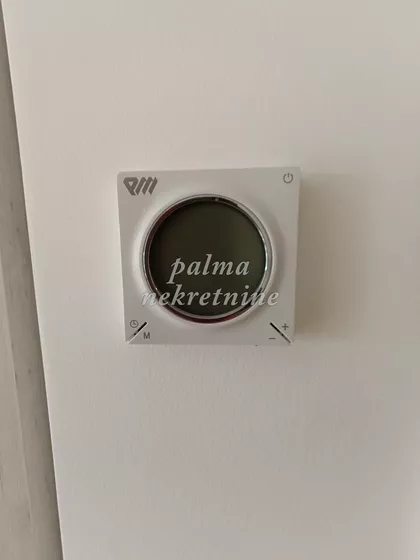 palma
nekretnine
M
+
−